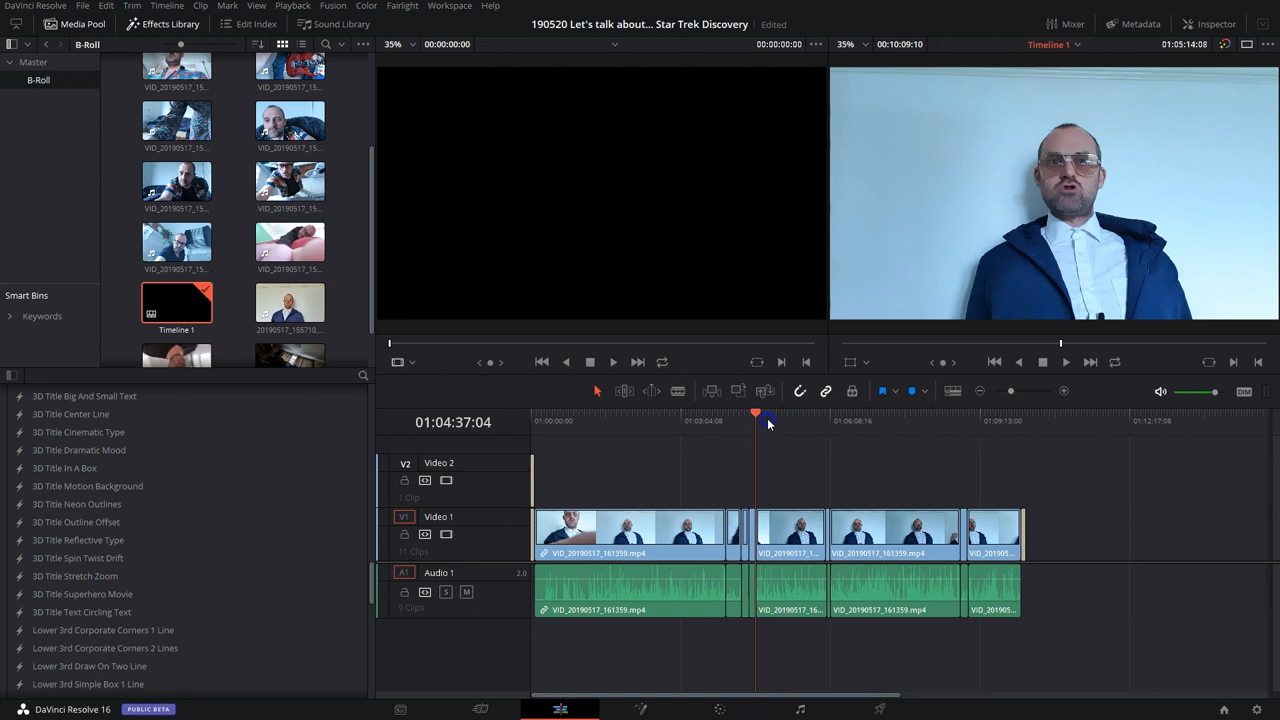 DaVinci Resolve File Edit Trim Timeline Clip Mark View Playback Fusion Color Fairlight Workspace Help
Media Pool Effects Library Edit Index Sound Library 190520 Let's talk about... Star Trek Discovery Edited Mixer Metadata Inspector
B-Roll 35% 00:00:00:00 00:00:00:00 35% 00:10:09:10 Timeline 1 01:05:14:08
Master
B-Roll
VID_20190517_15... VID_20190517_15...
VID_20190517_15... VID_20190517_15...
VID_20190517_15... VID_20190517_15...
VID_20190517_15... VID_20190517_15...
Timeline 1 20190517_155710...
Smart Bins
Keywords
3D Title Big And Small Text
3D Title Center Line
3D Title Cinematic Type
3D Title Dramatic Mood
3D Title In A Box
3D Title Motion Background
3D Title Neon Outlines
3D Title Outline Offset
3D Title Reflective Type
3D Title Spin Twist Drift
3D Title Stretch Zoom
3D Title Superhero Movie
3D Title Text Circling Text
Lower 3rd Corporate Corners 1 Line
Lower 3rd Corporate Corners 2 Lines
Lower 3rd Draw On Two Line
Lower 3rd Simple Box 1 Line
DIM
01:04:37:04 01:00:00:00 01:03:04:08 01:06:08:16 01:09:13:00 01:12:17:08
V2 Video 2
1 Clip
V1 Video 1
11 Clips
VID_20190517_161359.mp4 VID_20190517_1... VID_20190517_161359.mp4 VID_201905...
A1 Audio 1 2.0
S M
9 Clips
VID_20190517_161359.mp4 VID_20190517_16... VID_20190517_161359.mp4 VID_201905...
DaVinci Resolve 16 PUBLIC BETA